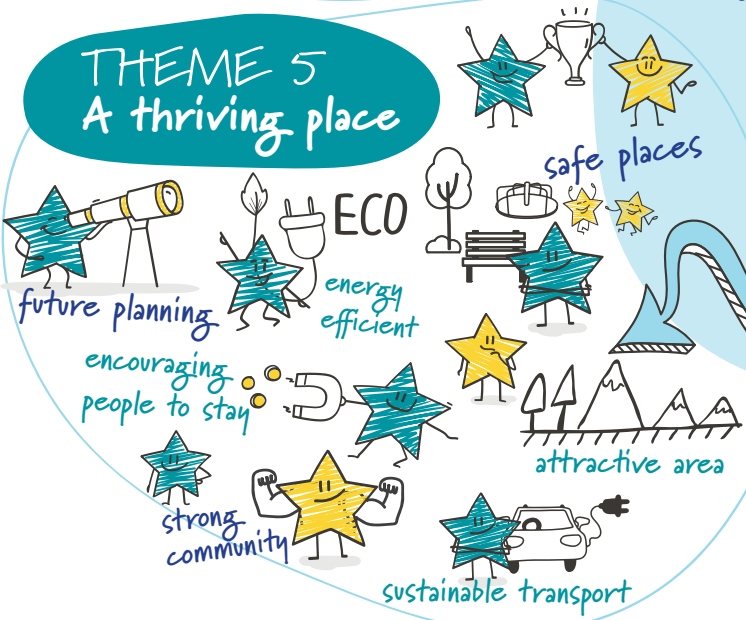 THEME 5
A thriving place
safe places
ECO
future planning
energy
efficient
encouraging
people to stay
attractive area
strong
community
sustainable transport